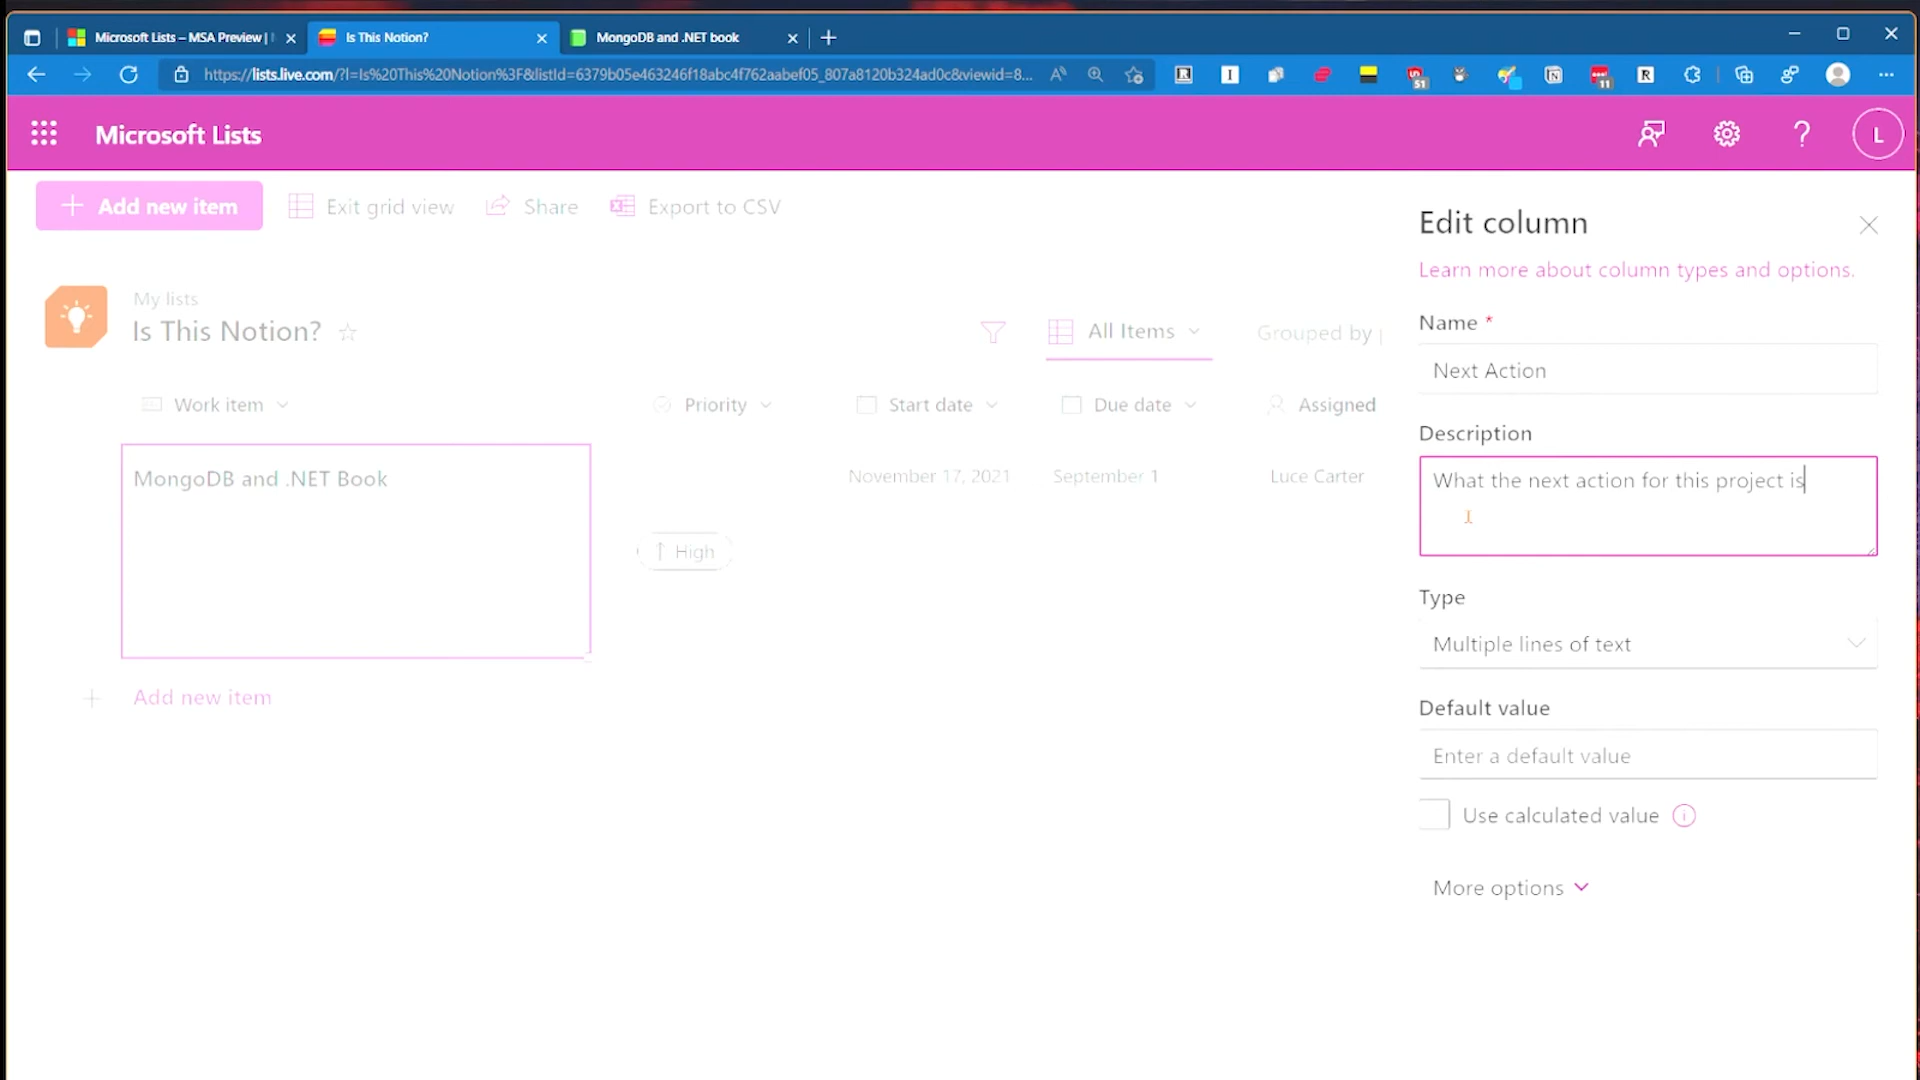 Microsoft Lists – MSA Preview |
Is This Notion?
MongoDB and .NET book
https://lists.live.com/?l=Is%20This%20Notion%3F&listId=6379b05e463246f18abc4f762aabef05_807a8120b324ad0c&viewid=8...
51
11
Microsoft Lists
L
Add new item
Exit grid view
Share
Export to CSV
My lists
Is This Notion?
All Items
Grouped by
Work item
Priority
Start date
Due date
Assigned
MongoDB and .NET Book
High
November 17, 2021
September 1
Luce Carter
Add new item
Edit column
Learn more about column types and options.
Name *
Next Action
Description
What the next action for this project is
Type
Multiple lines of text
Default value
Enter a default value
Use calculated value
More options